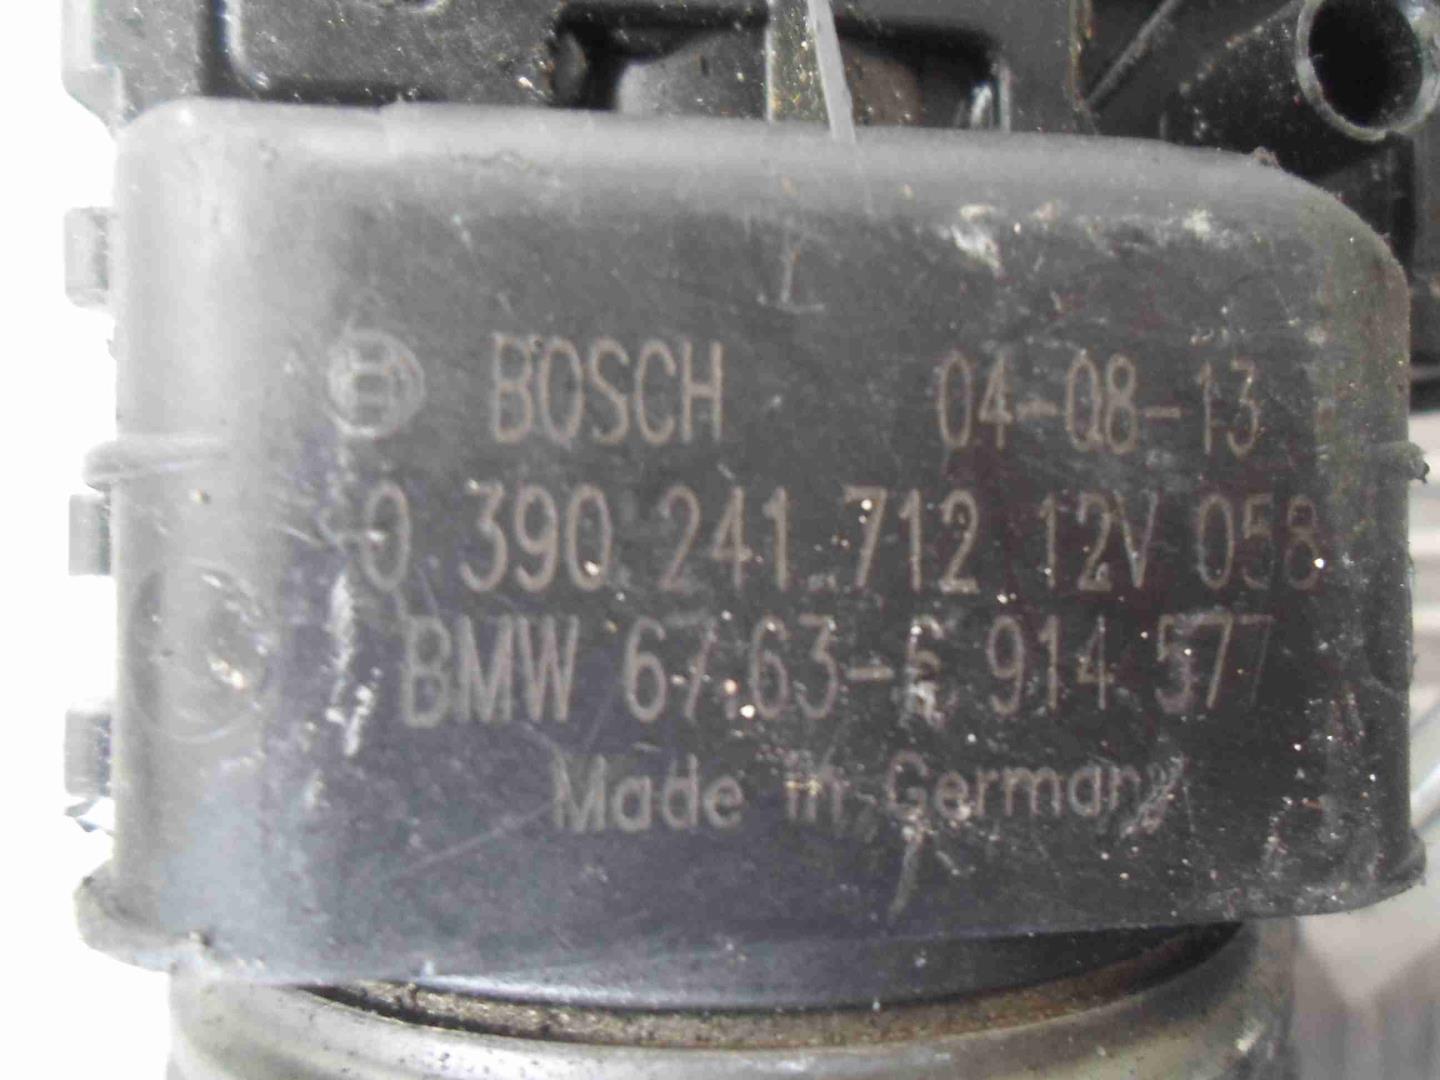 BOSCH 04-08-13
0 390 241 712 12V 058
BMW 67.63-6 914 577
Made in Germany